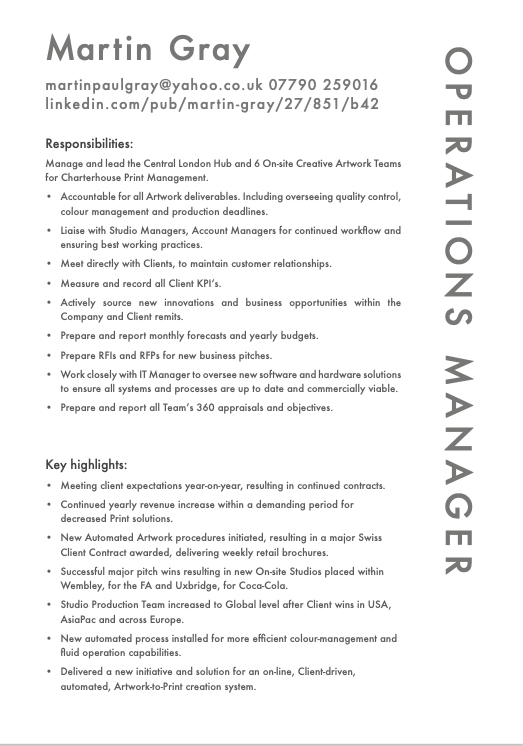 Martin Gray
martinpaulgray@yahoo.co.uk 07790 259016
linkedin.com/pub/martin-gray/27/851/b42
OPERATIONS MANAGER
Responsibilities:
Manage and lead the Central London Hub and 6 On-site Creative Artwork Teams
for Charterhouse Print Management.
• Accountable for all Artwork deliverables. Including overseeing quality control,
colour management and production deadlines.
• Liaise with Studio Managers, Account Managers for continued workflow and
ensuring best working practices.
• Meet directly with Clients, to maintain customer relationships.
• Measure and record all Client KPI's.
• Actively source new innovations and business opportunities within the
Company and Client remits.
• Prepare and report monthly forecasts and yearly budgets.
• Prepare RFIs and RFPs for new business pitches.
• Work closely with IT Manager to oversee new software and hardware solutions
to ensure all systems and processes are up to date and commercially viable.
• Prepare and report all Team's 360 appraisals and objectives.
Key highlights:
• Meeting client expectations year-on-year, resulting in continued contracts.
• Continued yearly revenue increase within a demanding period for
decreased Print solutions.
• New Automated Artwork procedures initiated, resulting in a major Swiss
Client Contract awarded, delivering weekly retail brochures.
• Successful major pitch wins resulting in new On-site Studios placed within
Wembley, for the FA and Uxbridge, for Coca-Cola.
• Studio Production Team increased to Global level after Client wins in USA,
AsiaPac and across Europe.
• New automated process installed for more efficient colour-management and
fluid operation capabilities.
• Delivered a new initiative and solution for an on-line, Client-driven,
automated, Artwork-to-Print creation system.